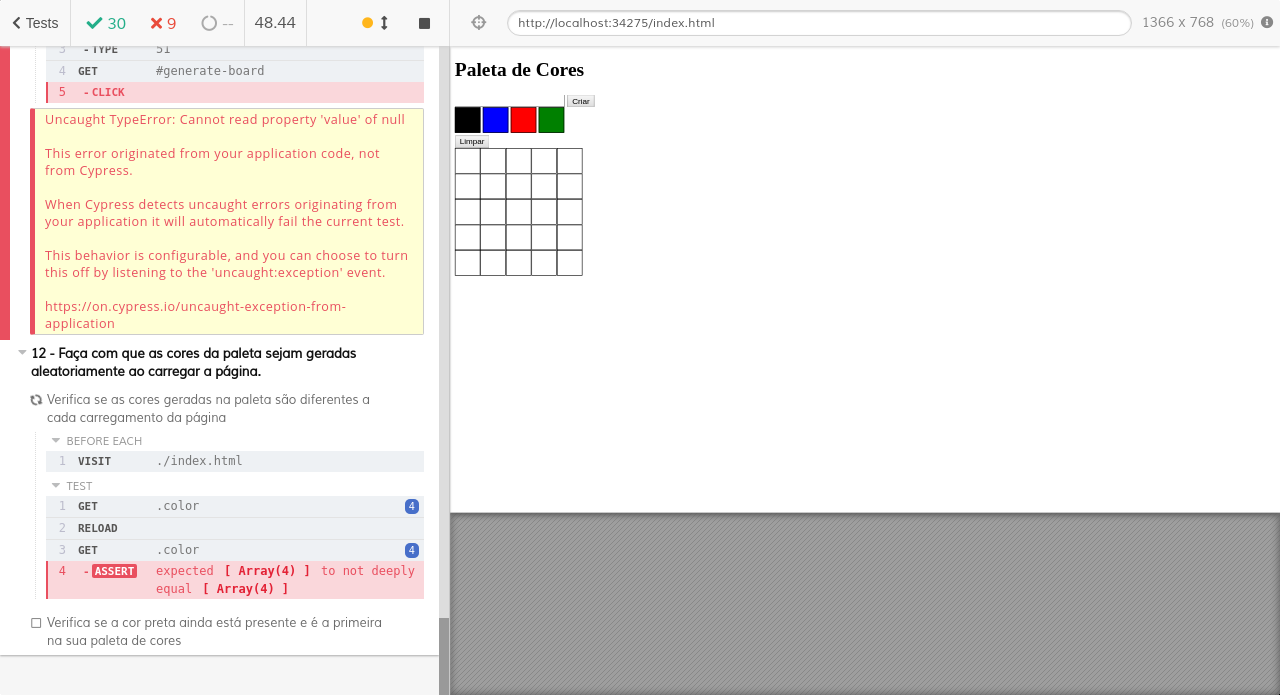 Tests 30 9 -- 48.44
http://localhost:34275/index.html 1366 x 768 (60%)
3 - TYPE 51
4 GET #generate-board
5 - CLICK
Uncaught TypeError: Cannot read property 'value' of null
This error originated from your application code, not
from Cypress.
When Cypress detects uncaught errors originating from
your application it will automatically fail the current test.
This behavior is configurable, and you can choose to turn
this off by listening to the 'uncaught:exception' event.
https://on.cypress.io/uncaught-exception-from-
application
12 - Faça com que as cores da paleta sejam geradas
aleatoriamente ao carregar a página.
Verifica se as cores geradas na paleta são diferentes a
cada carregamento da página
BEFORE EACH
1 VISIT ./index.html
TEST
1 GET .color 4
2 RELOAD
3 GET .color 4
4 - ASSERT expected [ Array(4) ] to not deeply
equal [ Array(4) ]
Verifica se a cor preta ainda está presente e é a primeira
na sua paleta de cores
Paleta de Cores
Criar
Limpar